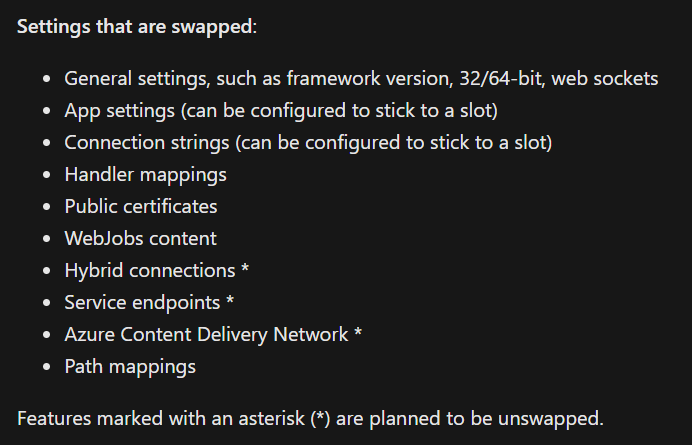 Settings that are swapped:
• General settings, such as framework version, 32/64-bit, web sockets
• App settings (can be configured to stick to a slot)
• Connection strings (can be configured to stick to a slot)
• Handler mappings
• Public certificates
• WebJobs content
• Hybrid connections *
• Service endpoints *
• Azure Content Delivery Network *
• Path mappings
Features marked with an asterisk (*) are planned to be unswapped.